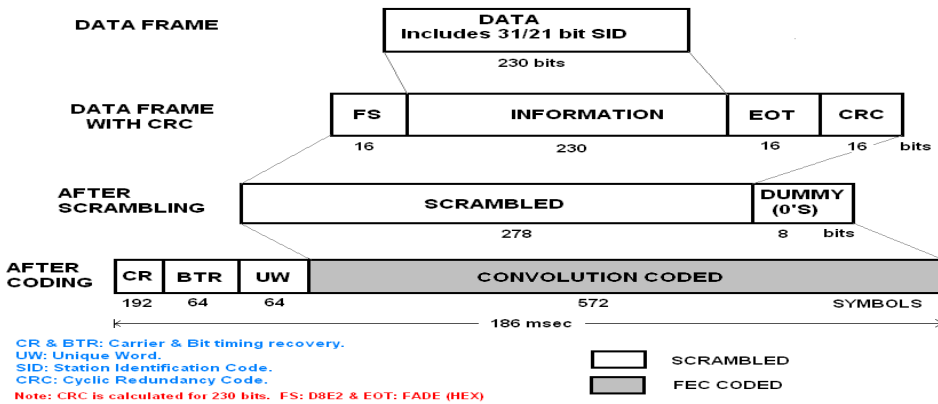 DATA FRAME
DATA
Includes 31/21 bit SID
230 bits
DATA FRAME
WITH CRC
FS
INFORMATION
EOT
CRC
16
230
16
16
bits
AFTER
SCRAMBLING
SCRAMBLED
DUMMY
(0'S)
278
8
bits
AFTER
CODING
CR
BTR
UW
CONVOLUTION CODED
192
64
64
572
SYMBOLS
186 msec
CR & BTR: Carrier & Bit timing recovery.
UW: Unique Word.
SID: Station Identification Code.
CRC: Cyclic Redundancy Code.
Note: CRC is calculated for 230 bits. FS: D8E2 & EOT: FADE (HEX)
SCRAMBLED
FEC CODED